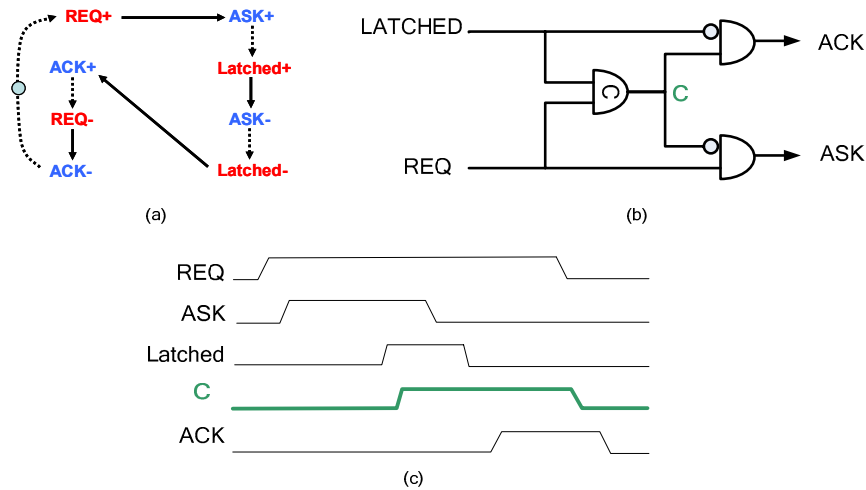 REQ+
ASK+
ACK+
Latched+
REQ-
ASK-
ACK-
Latched-
(a)
LATCHED
ACK
C
C
REQ
ASK
(b)
REQ
ASK
Latched
C
ACK
(c)